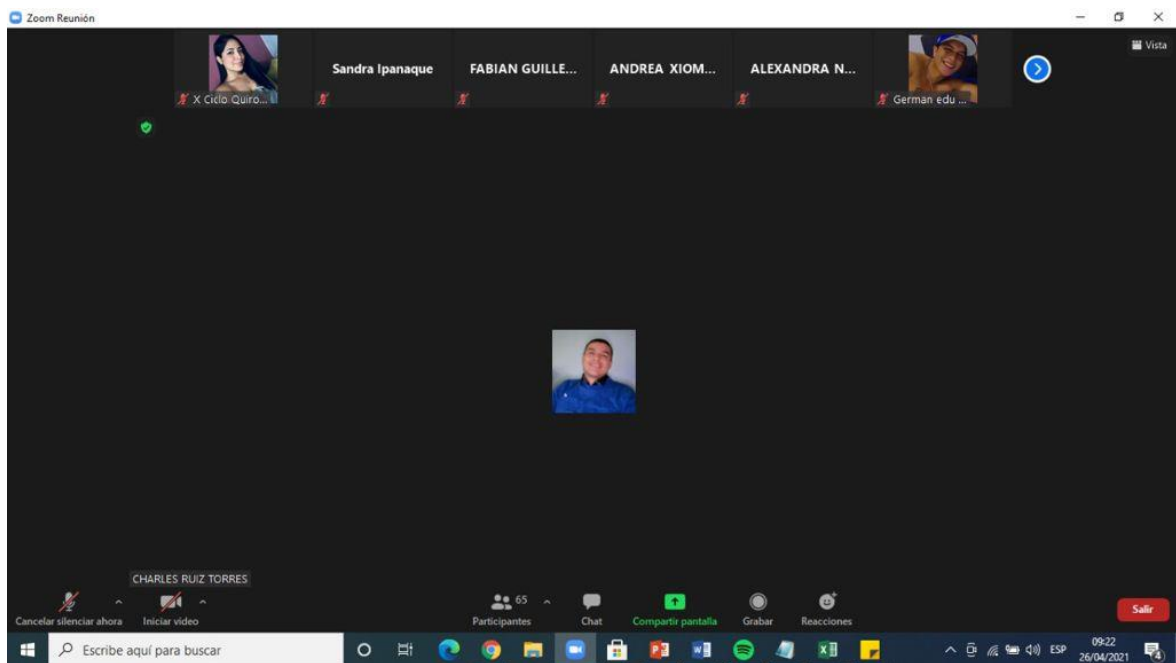 Zoom Reunión
Vista
Sandra Ipanaque
FABIAN GUILLE...
ANDREA XIOM...
ALEXANDRA N...
X Ciclo Quiro...
German edu ...
CHARLES RUIZ TORRES
65
Cancelar silenciar ahora
Iniciar video
Participantes
Chat
Compartir pantalla
Grabar
Reacciones
Salir
Escribe aquí para buscar
ESP
09:22
26/04/2021
4